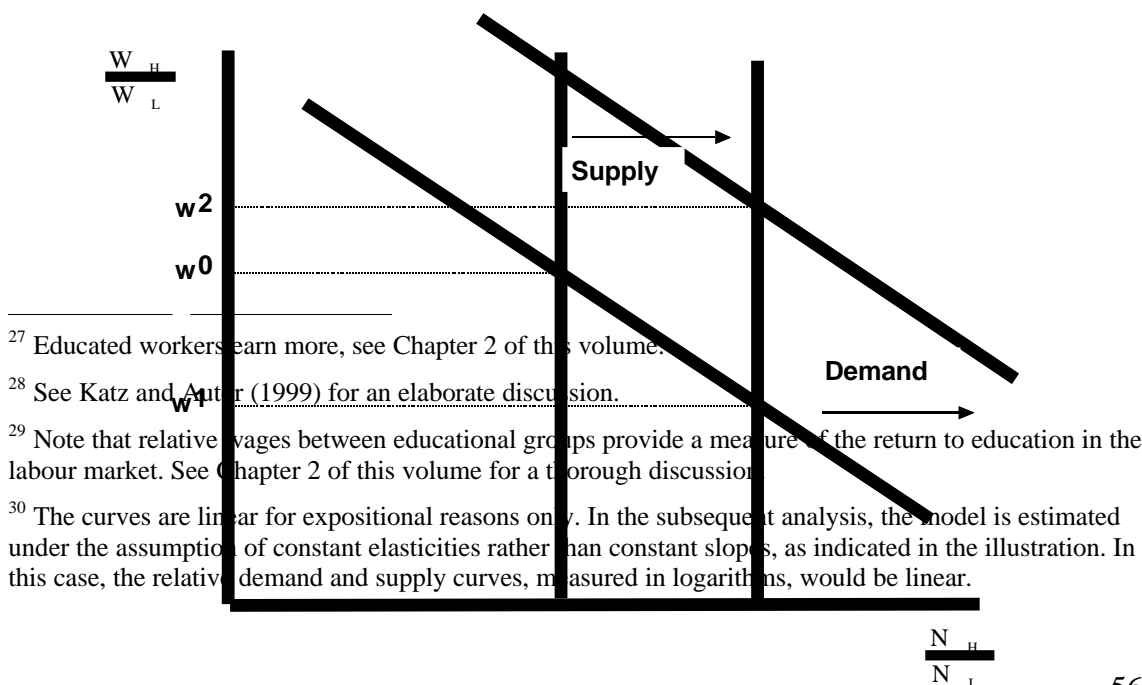 W H
W L
Supply
w2
w0
27 Educated workers earn more, see Chapter 2 of this volume.
Demand
28 See Katz and Autor (1999) for an elaborate discussion.
w1
29 Note that relative wages between educational groups provide a measure of the return to education in the
labour market. See Chapter 2 of this volume for a thorough discussion.
30 The curves are linear for expositional reasons only. In the subsequent analysis, the model is estimated
under the assumption of constant elasticities rather than constant slopes, as indicated in the illustration. In
this case, the relative demand and supply curves, measured in logarithms, would be linear.
N H
N L
56